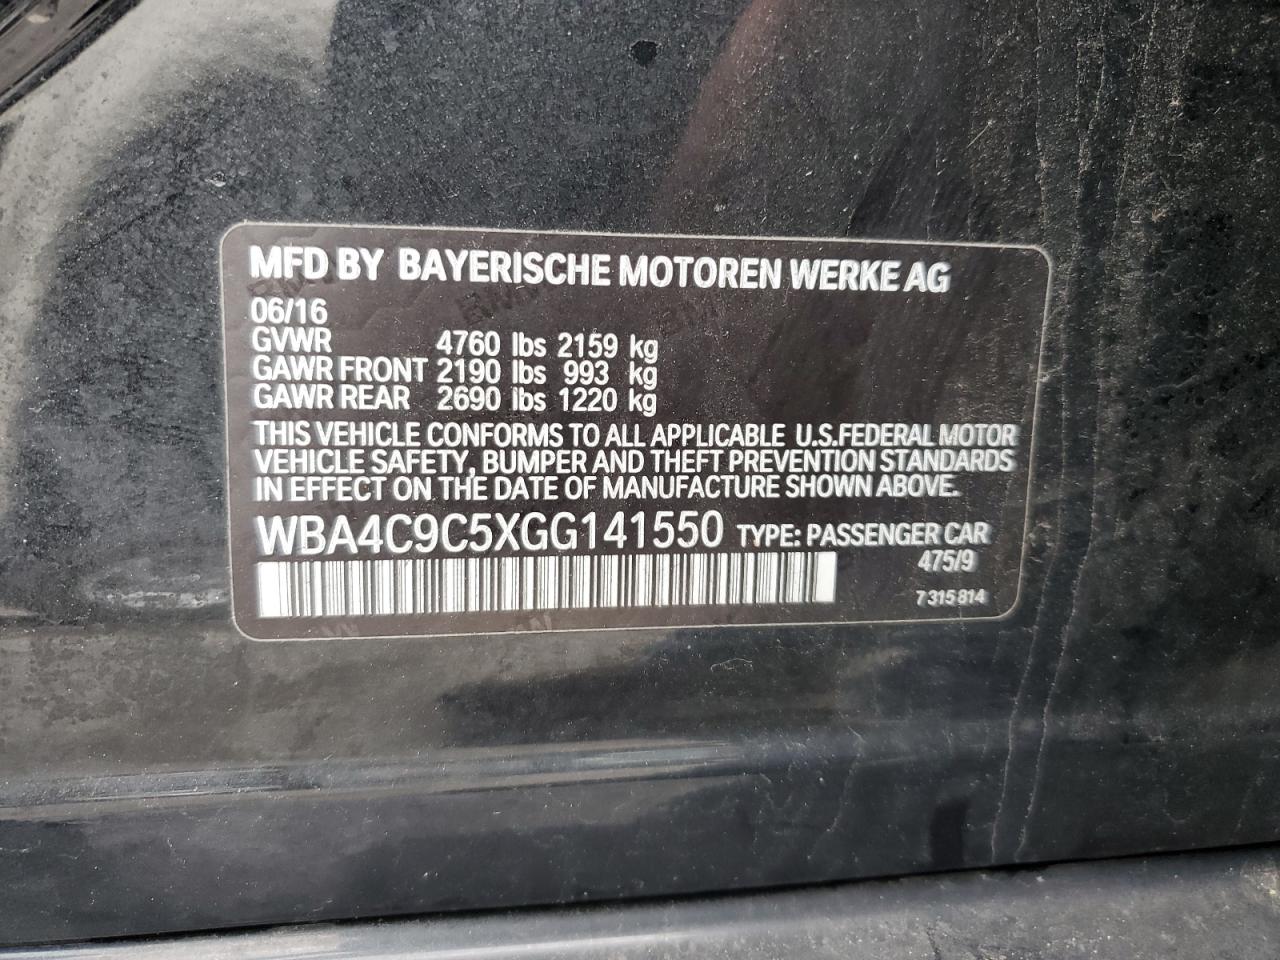 MFD BY BAYERISCHE MOTOREN WERKE AG
06/16
GVWR 4760 lbs 2159 kg
GAWR FRONT 2190 lbs 993 kg
GAWR REAR 2690 lbs 1220 kg
THIS VEHICLE CONFORMS TO ALL APPLICABLE U.S.FEDERAL MOTOR
VEHICLE SAFETY, BUMPER AND THEFT PREVENTION STANDARDS
IN EFFECT ON THE DATE OF MANUFACTURE SHOWN ABOVE.
WBA4C9C5XGG141550 TYPE: PASSENGER CAR
475/9
7 315 814